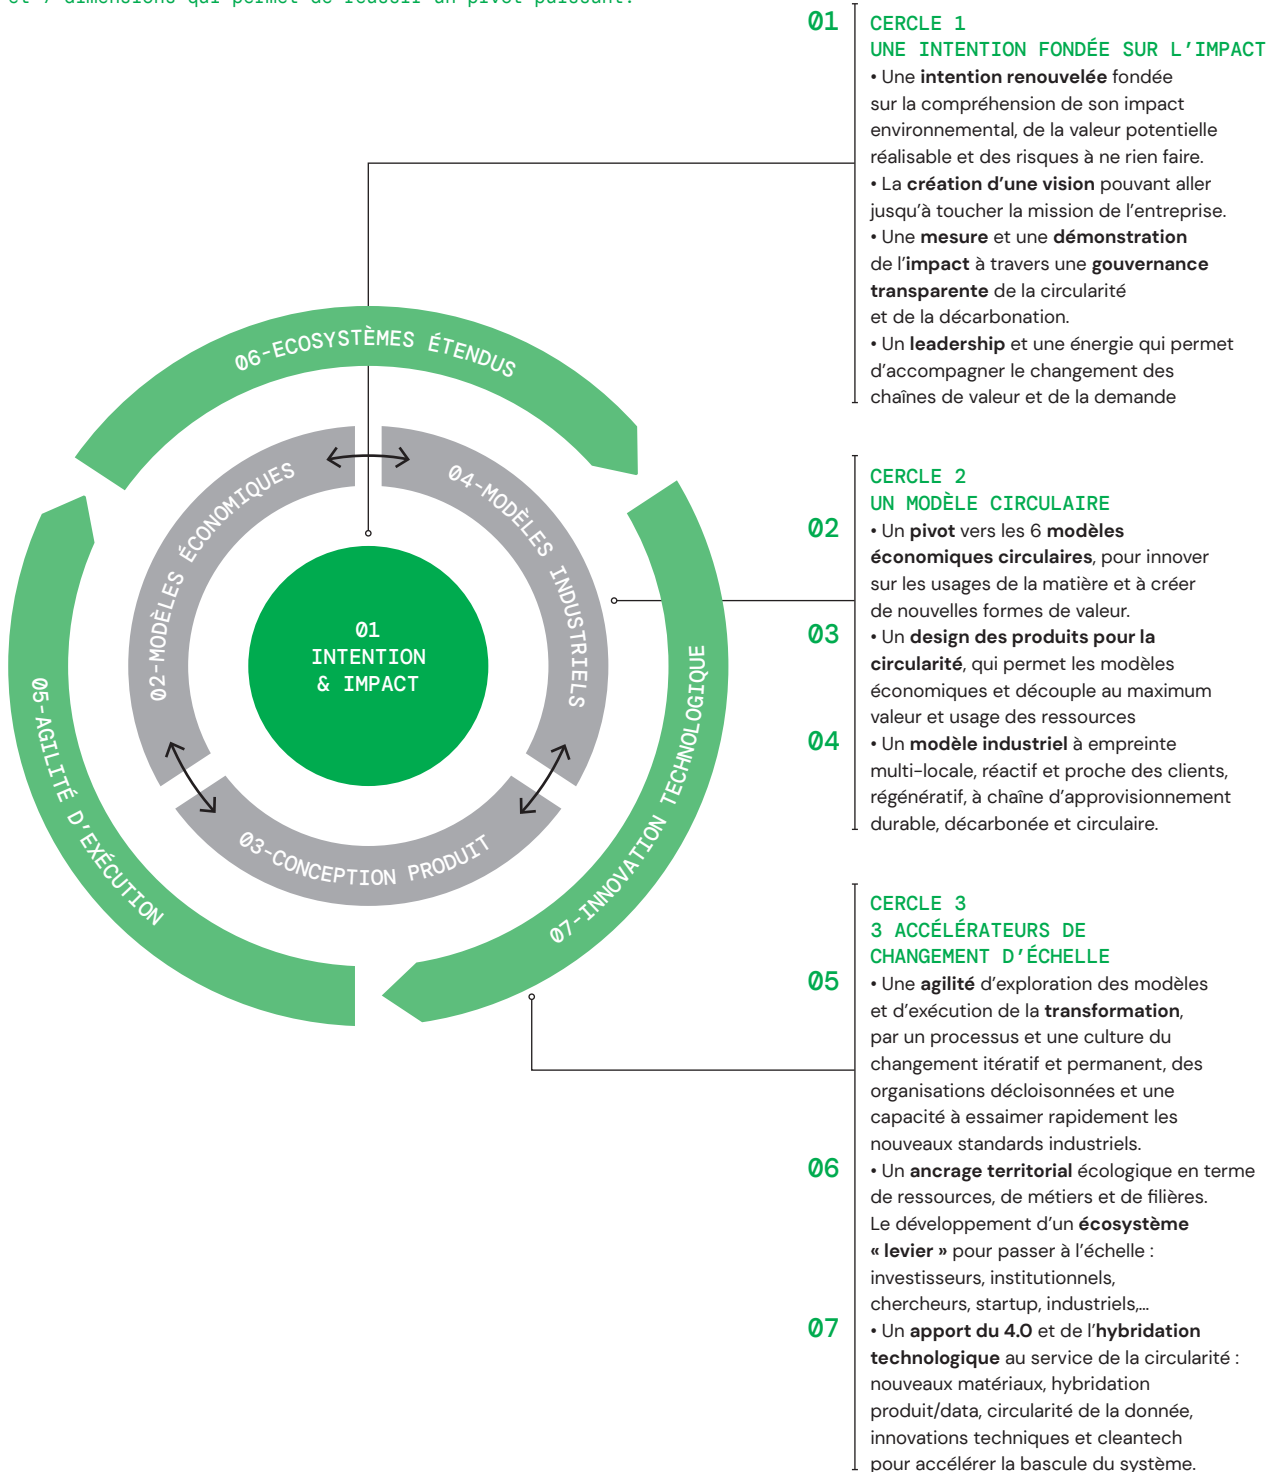 et 7 dimensions qui permet de réussir un pivot puissant.
01
CERCLE 1
UNE INTENTION FONDÉE SUR L'IMPACT
• Une intention renouvelée fondée
sur la compréhension de son impact
environnemental, de la valeur potentielle
réalisable et des risques à ne rien faire.
• La création d'une vision pouvant aller
jusqu'à toucher la mission de l'entreprise.
• Une mesure et une démonstration
de l'impact à travers une gouvernance
transparente de la circularité
et de la décarbonation.
• Un leadership et une énergie qui permet
d'accompagner le changement des
chaînes de valeur et de la demande
06-ECOSYSTÈMES ÉTENDUS
02-MODÈLES ÉCONOMIQUES
04-MODÈLES INDUSTRIELS
01
INTENTION
& IMPACT
03-CONCEPTION PRODUIT
05-AGILITÉ D'EXÉCUTION
07-INNOVATION TECHNOLOGIQUE
CERCLE 2
UN MODÈLE CIRCULAIRE
02
• Un pivot vers les 6 modèles
économiques circulaires, pour innover
sur les usages de la matière et à créer
de nouvelles formes de valeur.
03
• Un design des produits pour la
circularité, qui permet les modèles
économiques et découple au maximum
valeur et usage des ressources
04
• Un modèle industriel à empreinte
multi-locale, réactif et proche des clients,
régénératif, à chaîne d'approvisionnement
durable, décarbonée et circulaire.
CERCLE 3
3 ACCÉLÉRATEURS DE
CHANGEMENT D'ÉCHELLE
05
• Une agilité d'exploration des modèles
et d'exécution de la transformation,
par un processus et une culture du
changement itératif et permanent, des
organisations décloisonnées et une
capacité à essaimer rapidement les
nouveaux standards industriels.
06
• Un ancrage territorial écologique en terme
de ressources, de métiers et de filières.
Le développement d'un écosystème
« levier » pour passer à l'échelle :
investisseurs, institutionnels,
chercheurs, startup, industriels,...
07
• Un apport du 4.0 et de l'hybridation
technologique au service de la circularité :
nouveaux matériaux, hybridation
produit/data, circularité de la donnée,
innovations techniques et cleantech
pour accélérer la bascule du système.